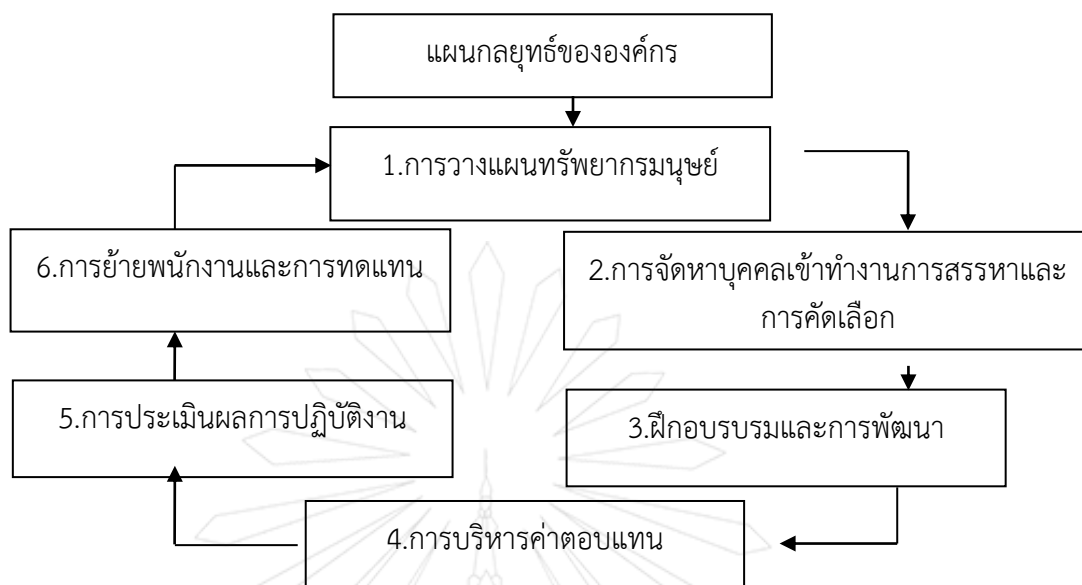 แผนกลยุทธ์ขององค์กร
1.การวางแผนทรัพยากรมนุษย์
2.การจัดหาบุคคลเข้าทำงานการสรรหาและ
การคัดเลือก
3.ฝึกอบรบรมและการพัฒนา
4.การบริหารค่าตอบแทน
5.การประเมินผลการปฏิบัติงาน
6.การย้ายพนักงานและการทดแทน